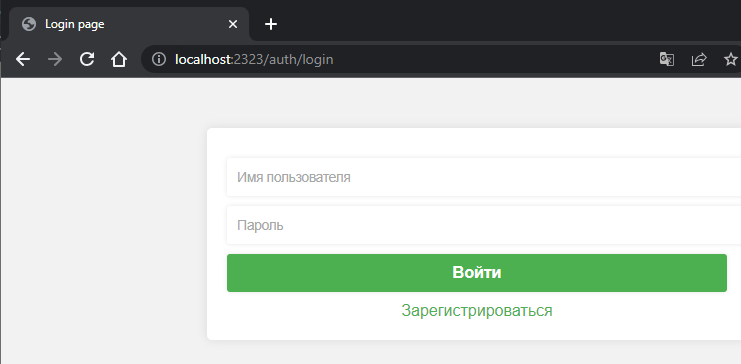 Login page
localhost:2323/auth/login
Имя пользователя
Пароль
Войти
Зарегистрироваться